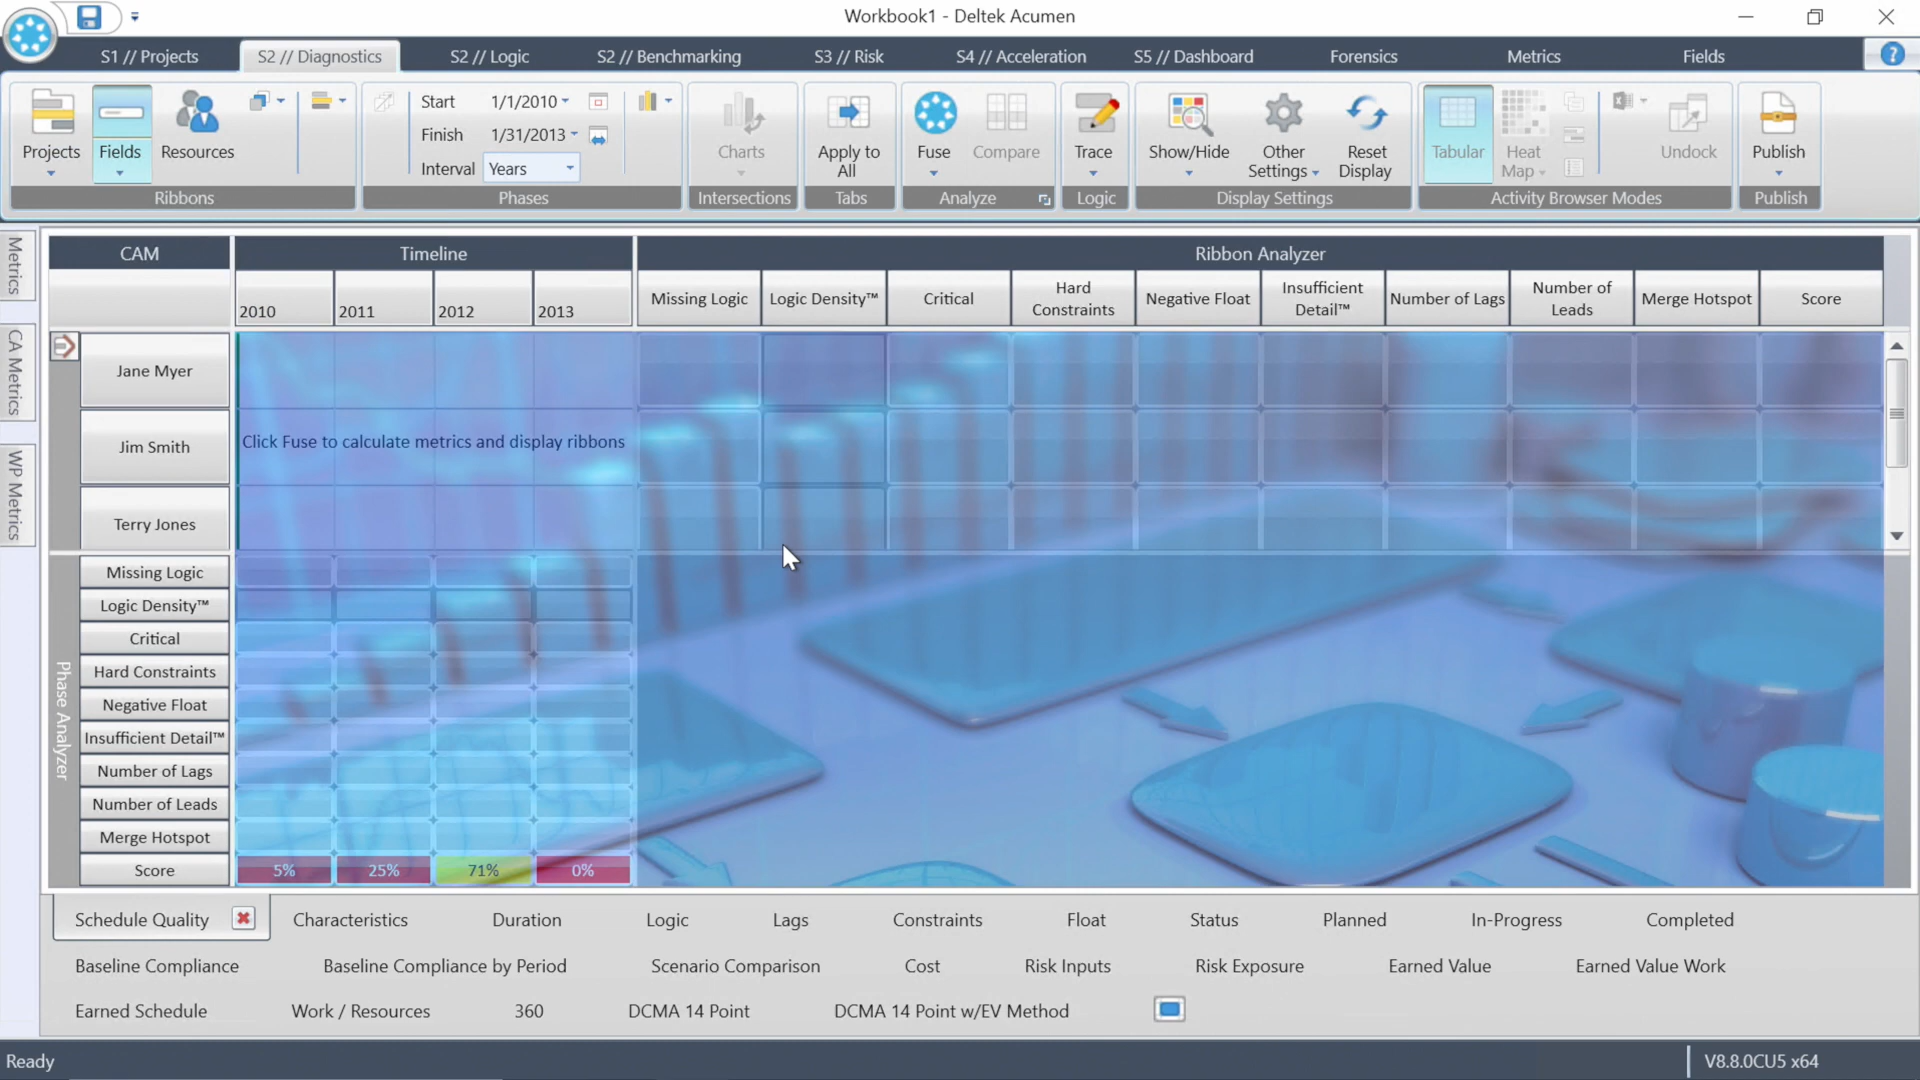 Workbook1 - Deltek Acumen
S1 // Projects
S2 // Diagnostics
S2 // Logic
S2 // Benchmarking
S3 // Risk
S4 // Acceleration
S5 // Dashboard
Forensics
Metrics
Fields
Projects
Fields
Resources
Ribbons
Start 1/1/2010
Finish 1/31/2013
Interval Years
Phases
Charts
Intersections
Apply to
All
Tabs
Fuse
Compare
Analyze
Trace
Logic
Show/Hide
Other
Settings
Reset
Display
Display Settings
Tabular
Heat
Map
Undock
Activity Browser Modes
Publish
Publish
Metrics
CA Metrics
WP Metrics
CAM
Timeline
Ribbon Analyzer
2010 2011 2012 2013
Missing Logic
Logic Density™
Critical
Hard
Constraints
Negative Float
Insufficient
Detail™
Number of Lags
Number of
Leads
Merge Hotspot
Score
Jane Myer
Jim Smith
Click Fuse to calculate metrics and display ribbons
Terry Jones
Phase Analyzer
Missing Logic
Logic Density™
Critical
Hard Constraints
Negative Float
Insufficient Detail™
Number of Lags
Number of Leads
Merge Hotspot
Score 5% 25% 71% 0%
Schedule Quality Characteristics Duration Logic Lags Constraints Float Status Planned In-Progress Completed
Baseline Compliance Baseline Compliance by Period Scenario Comparison Cost Risk Inputs Risk Exposure Earned Value Earned Value Work
Earned Schedule Work / Resources 360 DCMA 14 Point DCMA 14 Point w/EV Method
Ready
V8.8.0CU5 x64